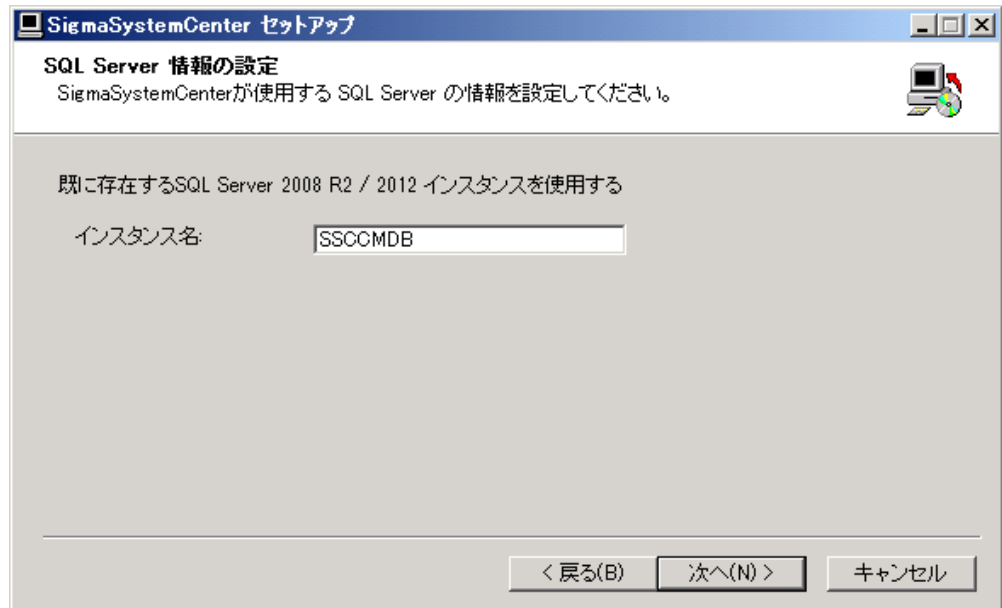 SigmaSystemCenter セットアップ
SQL Server 情報の設定
SigmaSystemCenterが使用する SQL Server の情報を設定してください。
既に存在するSQL Server 2008 R2 / 2012 インスタンスを使用する
インスタンス名: SSCCMDB
< 戻る(B) 次へ(N) > キャンセル